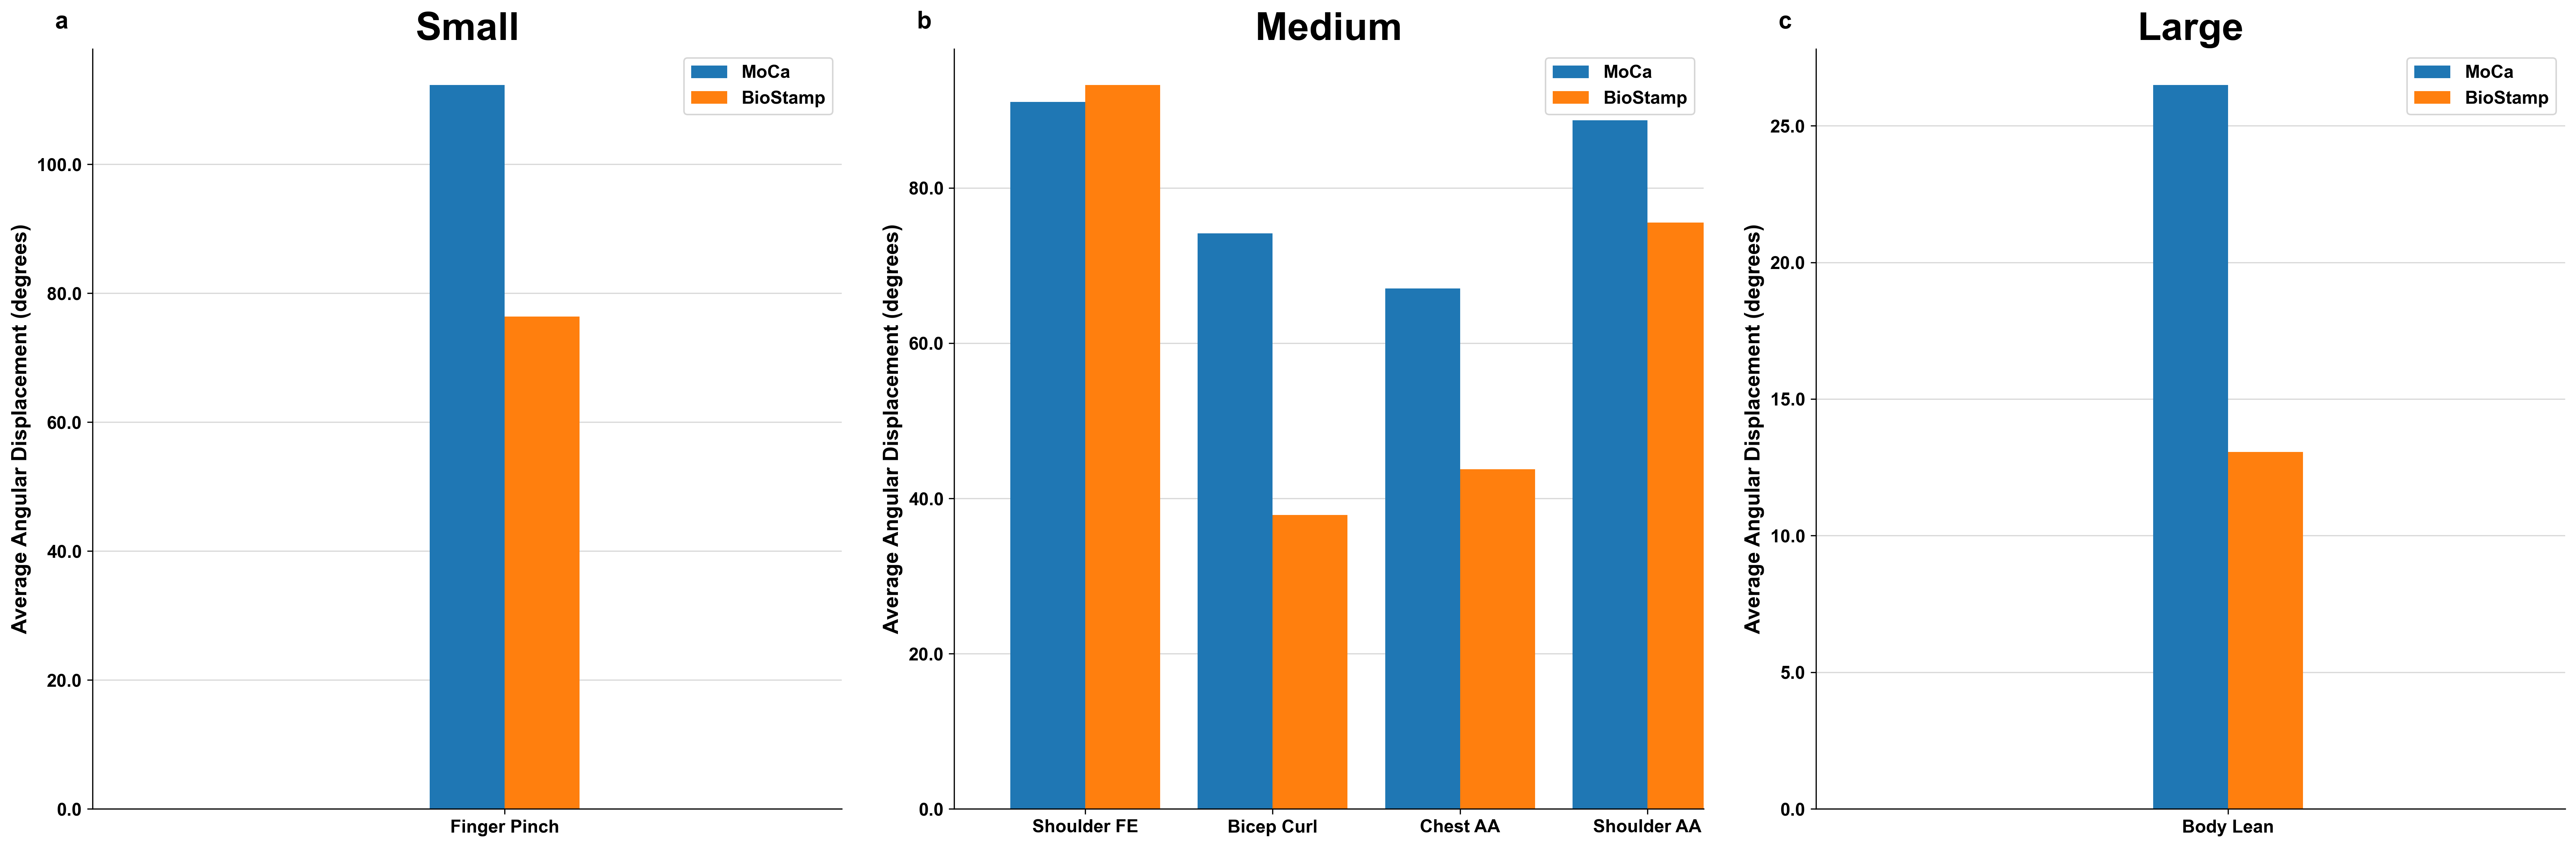 a
Small
MoCa
BioStamp
Average Angular Displacement (degrees)
100.0
80.0
60.0
40.0
20.0
0.0
Finger Pinch
b
Medium
MoCa
BioStamp
Average Angular Displacement (degrees)
80.0
60.0
40.0
20.0
0.0
Shoulder FE
Bicep Curl
Chest AA
Shoulder AA
c
Large
MoCa
BioStamp
Average Angular Displacement (degrees)
25.0
20.0
15.0
10.0
5.0
0.0
Body Lean